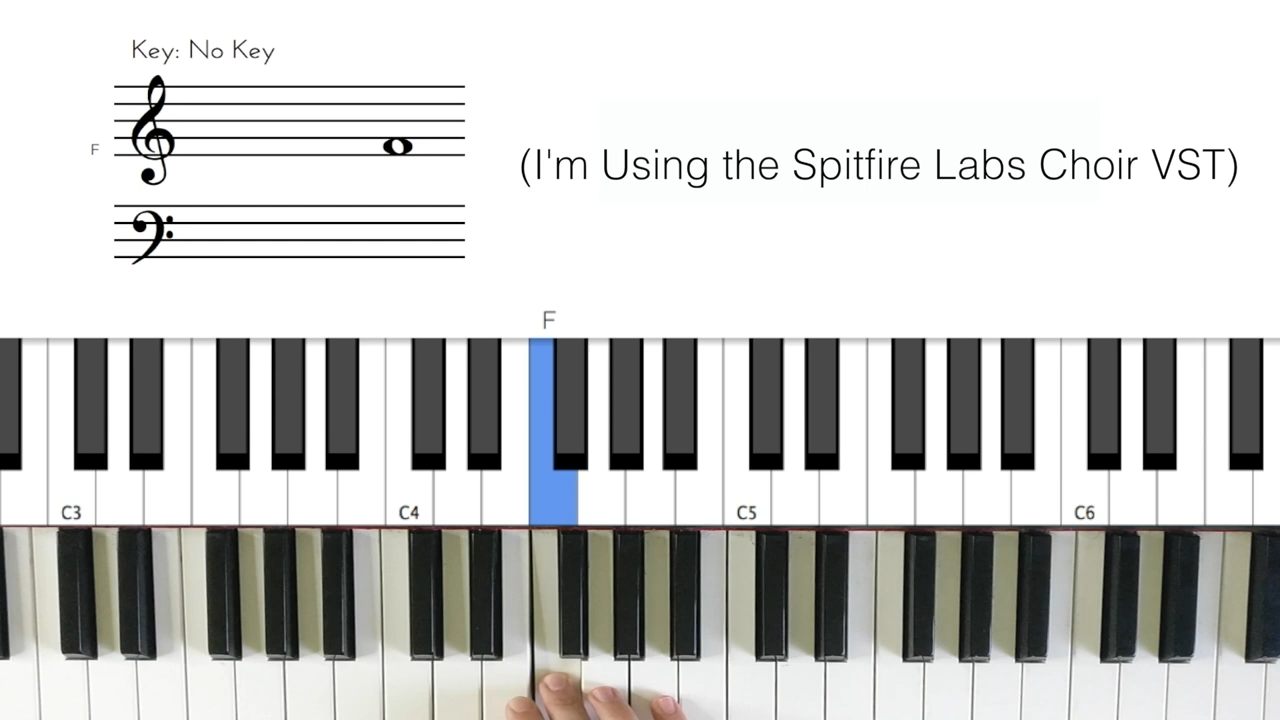 Key: No Key
F
(I'm Using the Spitfire Labs Choir VST)
F
C3
C4
C5
C6